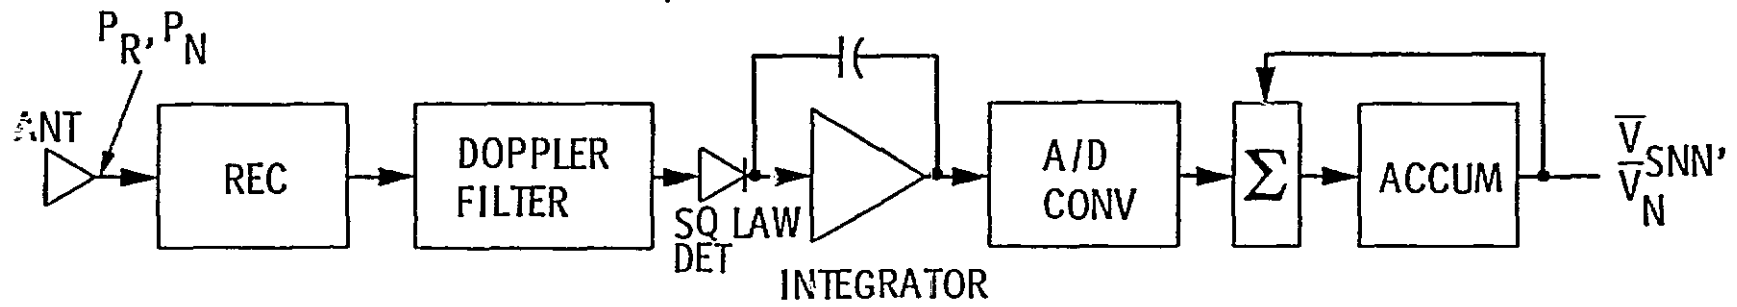 P_R, P_N
ANT
REC
DOPPLER
FILTER
SQ LAW
DET
INTEGRATOR
A/D
CONV
Σ
ACCUM
V̅_SNN,
V̅_N